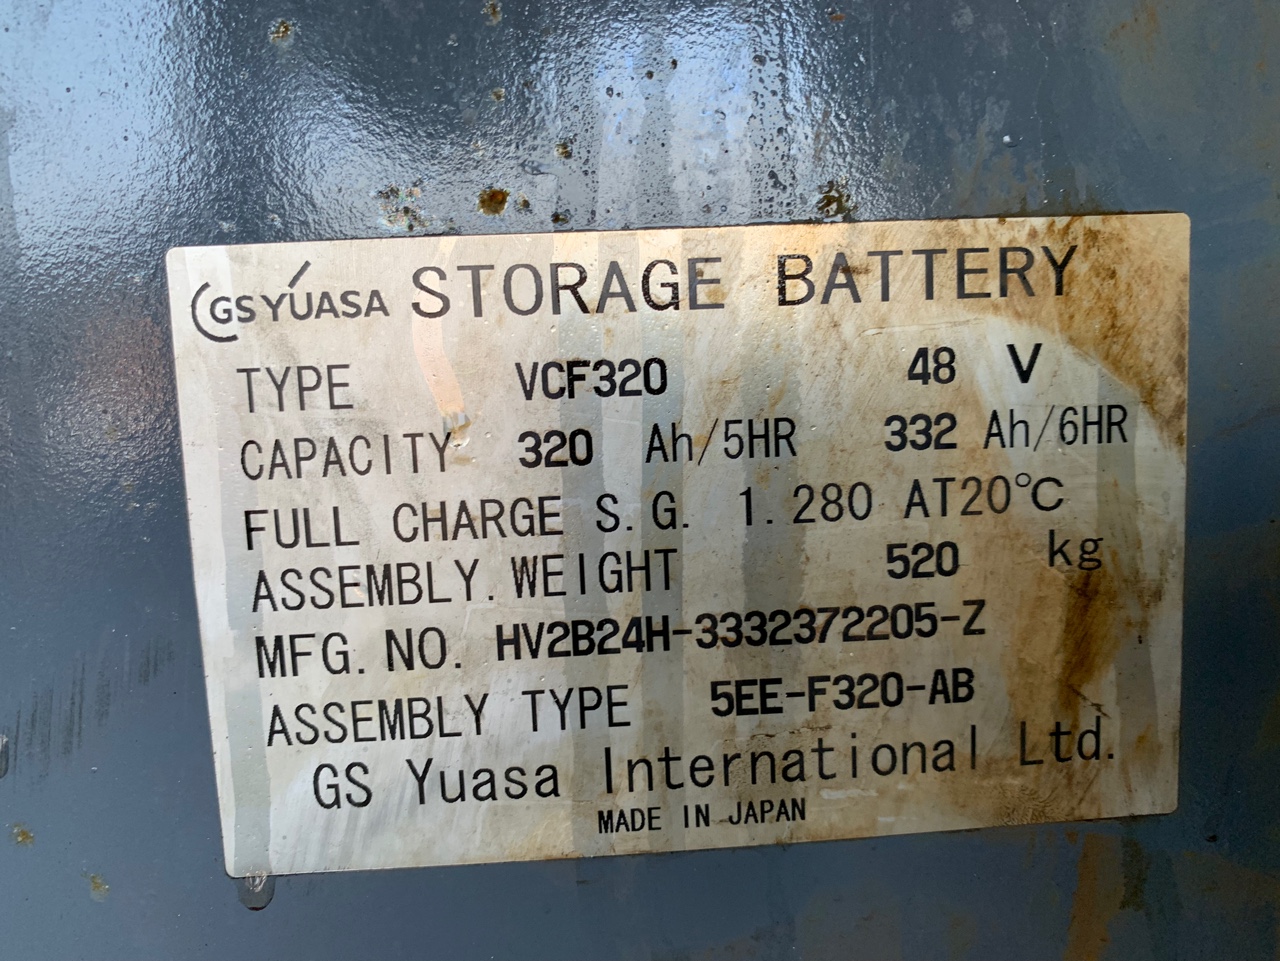 GS YUASA STORAGE BATTERY
TYPE VCF320 48 V
CAPACITY 320 Ah/5HR 332 Ah/6HR
FULL CHARGE S.G. 1.280 AT20°C
ASSEMBLY.WEIGHT 520 kg
MFG.NO. HV2B24H-3332372205-Z
ASSEMBLY TYPE 5EE-F320-AB
GS Yuasa International Ltd.
MADE IN JAPAN